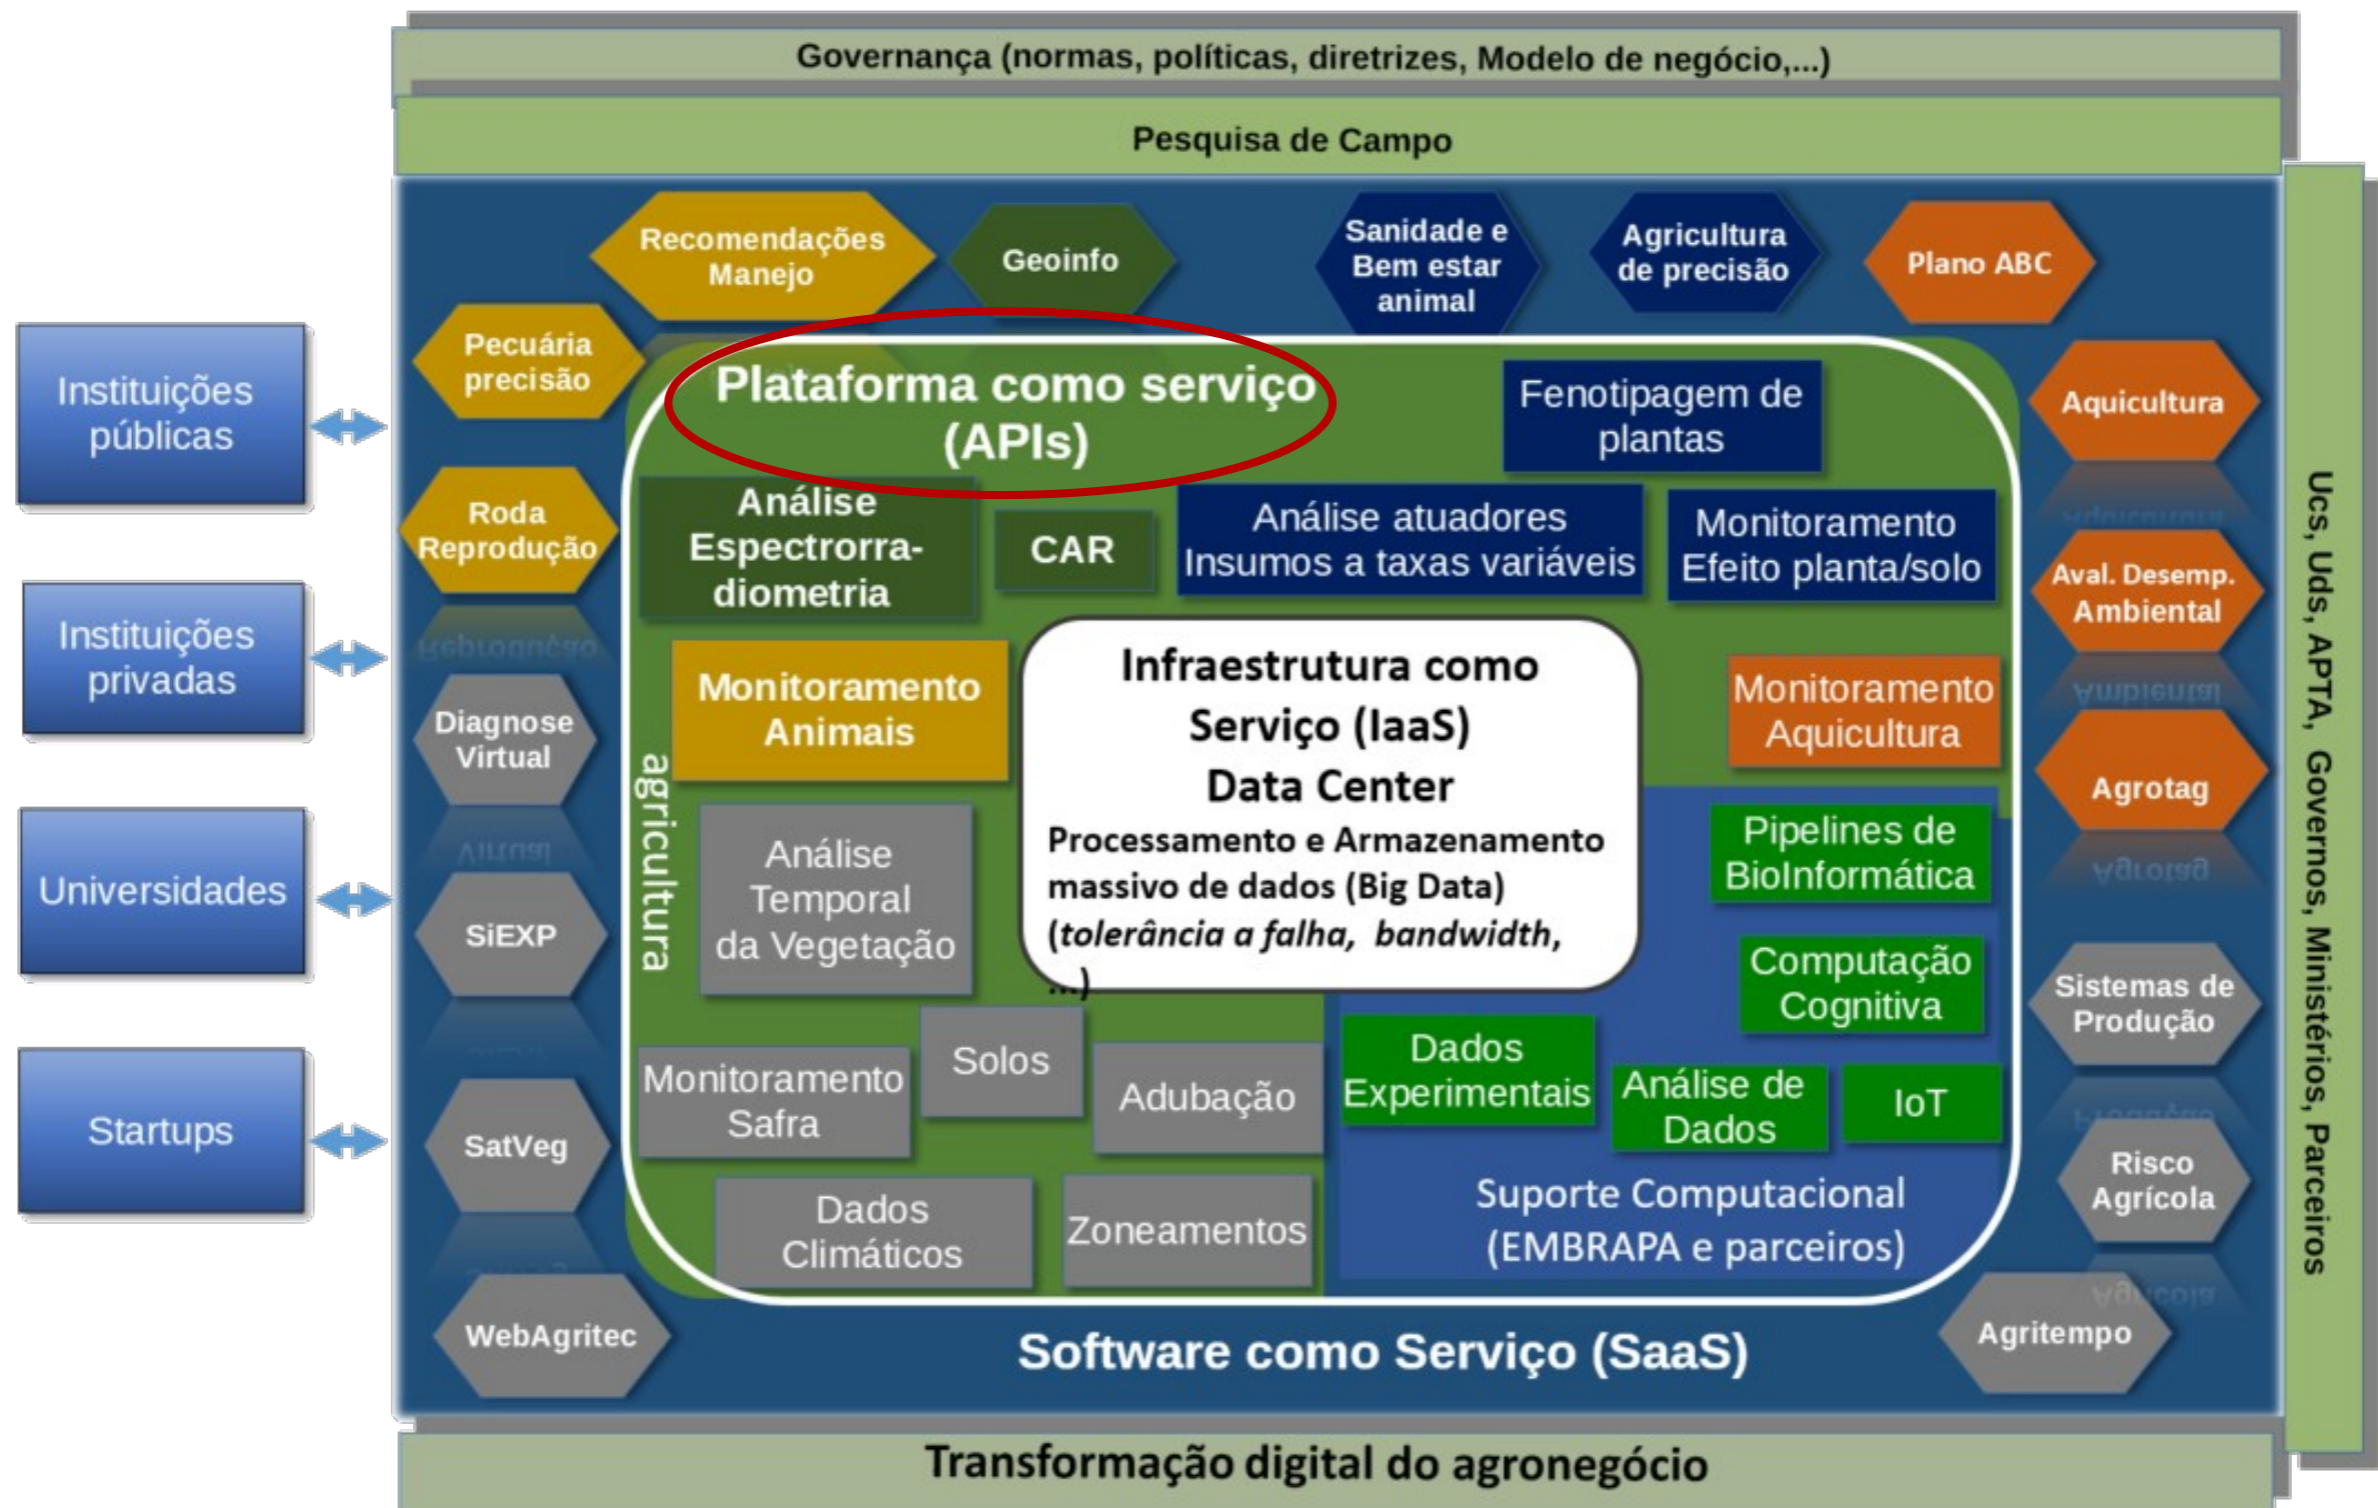 Governança (normas, políticas, diretrizes, Modelo de negócio,...)
Pesquisa de Campo
Recomendações
Manejo
Geoinfo
Sanidade e
Bem estar
animal
Agricultura
de precisão
Plano ABC
Pecuária
precisão
Roda
Reprodução
Diagnose
Virtual
SiEXP
SatVeg
WebAgritec
Instituições
públicas
Instituições
privadas
Universidades
Startups
Plataforma como serviço
(APIs)
Fenotipagem de
plantas
Análise
Espectrorra-
diometria
CAR
Análise atuadores
Insumos a taxas variáveis
Monitoramento
Efeito planta/solo
Monitoramento
Animais
agricultura
Infraestrutura como
Serviço (IaaS)
Data Center
Processamento e Armazenamento
massivo de dados (Big Data)
(tolerância a falha, bandwidth,
...)
Monitoramento
Aquicultura
Análise
Temporal
da Vegetação
Pipelines de
BioInformática
Computação
Cognitiva
Monitoramento
Safra
Solos
Adubação
Dados
Experimentais
Análise de
Dados
IoT
Dados
Climáticos
Zoneamentos
Suporte Computacional
(EMBRAPA e parceiros)
Software como Serviço (SaaS)
Aquicultura
Aval. Desemp.
Ambiental
Agrotag
Sistemas de
Produção
Risco
Agrícola
Agritempo
Ucs, Uds, APTA, Governos, Ministérios, Parceiros
Transformação digital do agronegócio